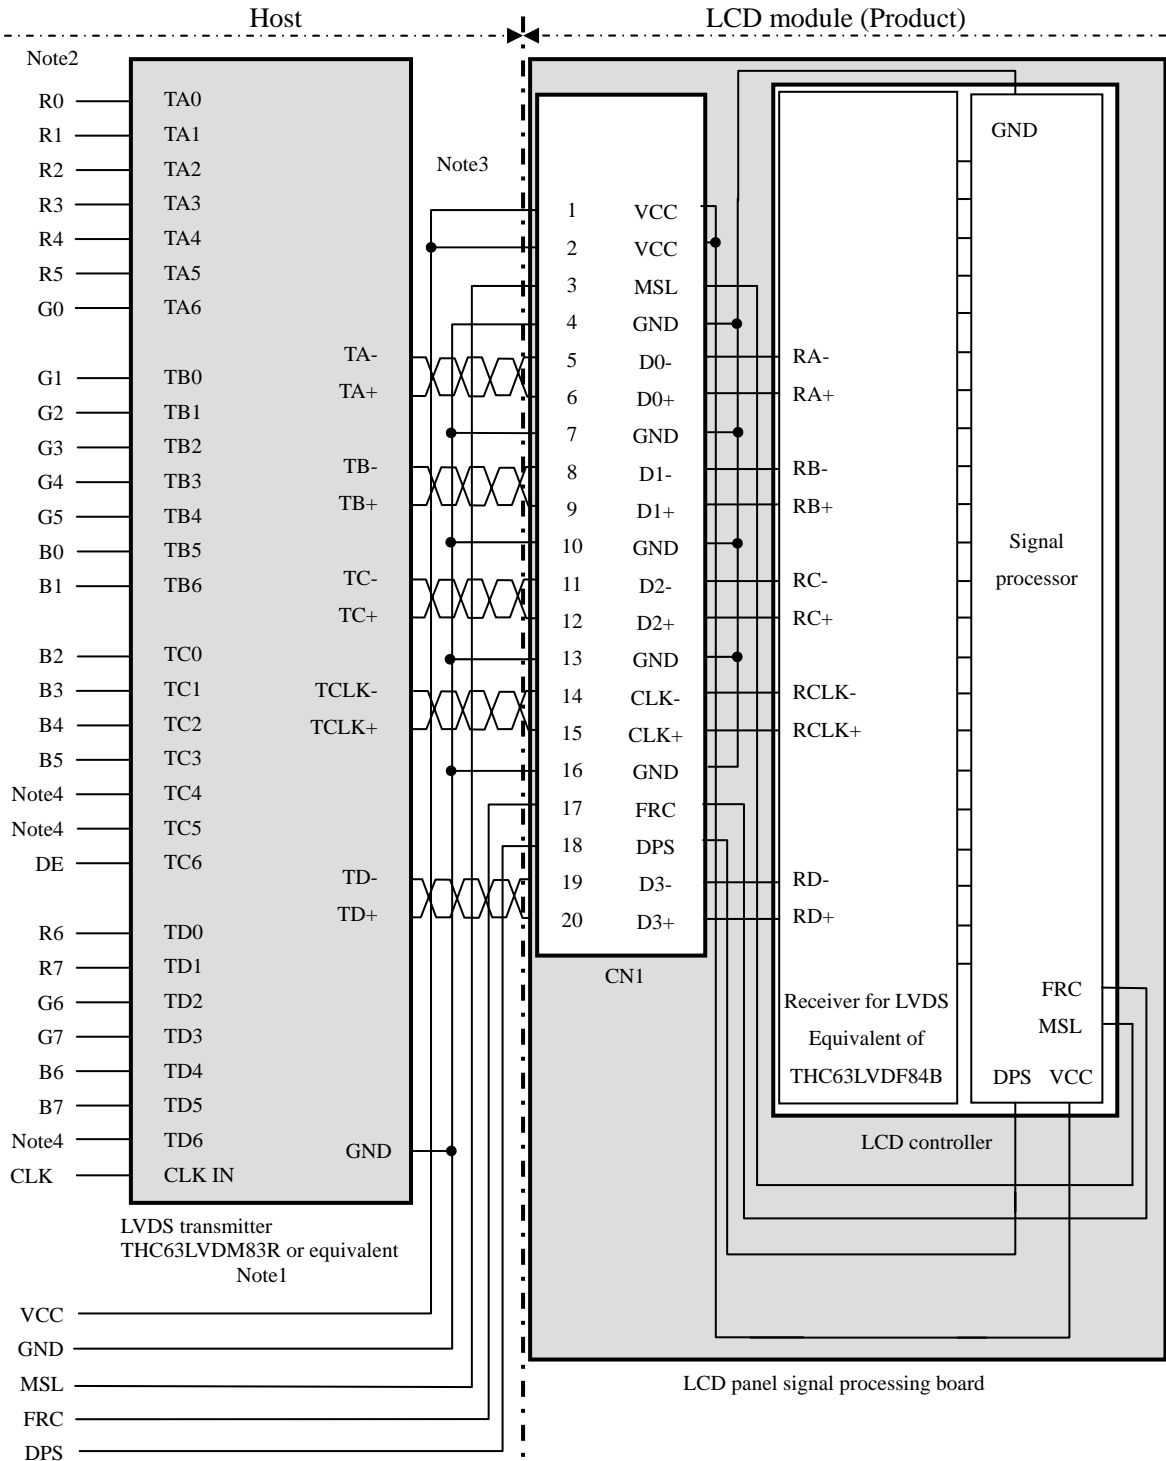 Host
LCD module (Product)
Note2
R0 TA0
R1 TA1
R2 TA2
R3 TA3
R4 TA4
R5 TA5
G0 TA6
G1 TB0
G2 TB1
G3 TB2
G4 TB3
G5 TB4
B0 TB5
B1 TB6
B2 TC0
B3 TC1
B4 TC2
B5 TC3
Note4 TC4
Note4 TC5
DE TC6
R6 TD0
R7 TD1
G6 TD2
G7 TD3
B6 TD4
B7 TD5
Note4 TD6
CLK CLK IN
TA-
TA+
TB-
TB+
TC-
TC+
TCLK-
TCLK+
TD-
TD+
GND
LVDS transmitter
THC63LVDM83R or equivalent
Note1
VCC
GND
MSL
FRC
DPS
Note3
1 VCC
2 VCC
3 MSL
4 GND
5 D0-
6 D0+
7 GND
8 D1-
9 D1+
10 GND
11 D2-
12 D2+
13 GND
14 CLK-
15 CLK+
16 GND
17 FRC
18 DPS
19 D3-
20 D3+
CN1
RA-
RA+
RB-
RB+
RC-
RC+
RCLK-
RCLK+
RD-
RD+
Receiver for LVDS
Equivalent of
THC63LVDF84B
GND
Signal
processor
FRC
MSL
DPS VCC
LCD controller
LCD panel signal processing board